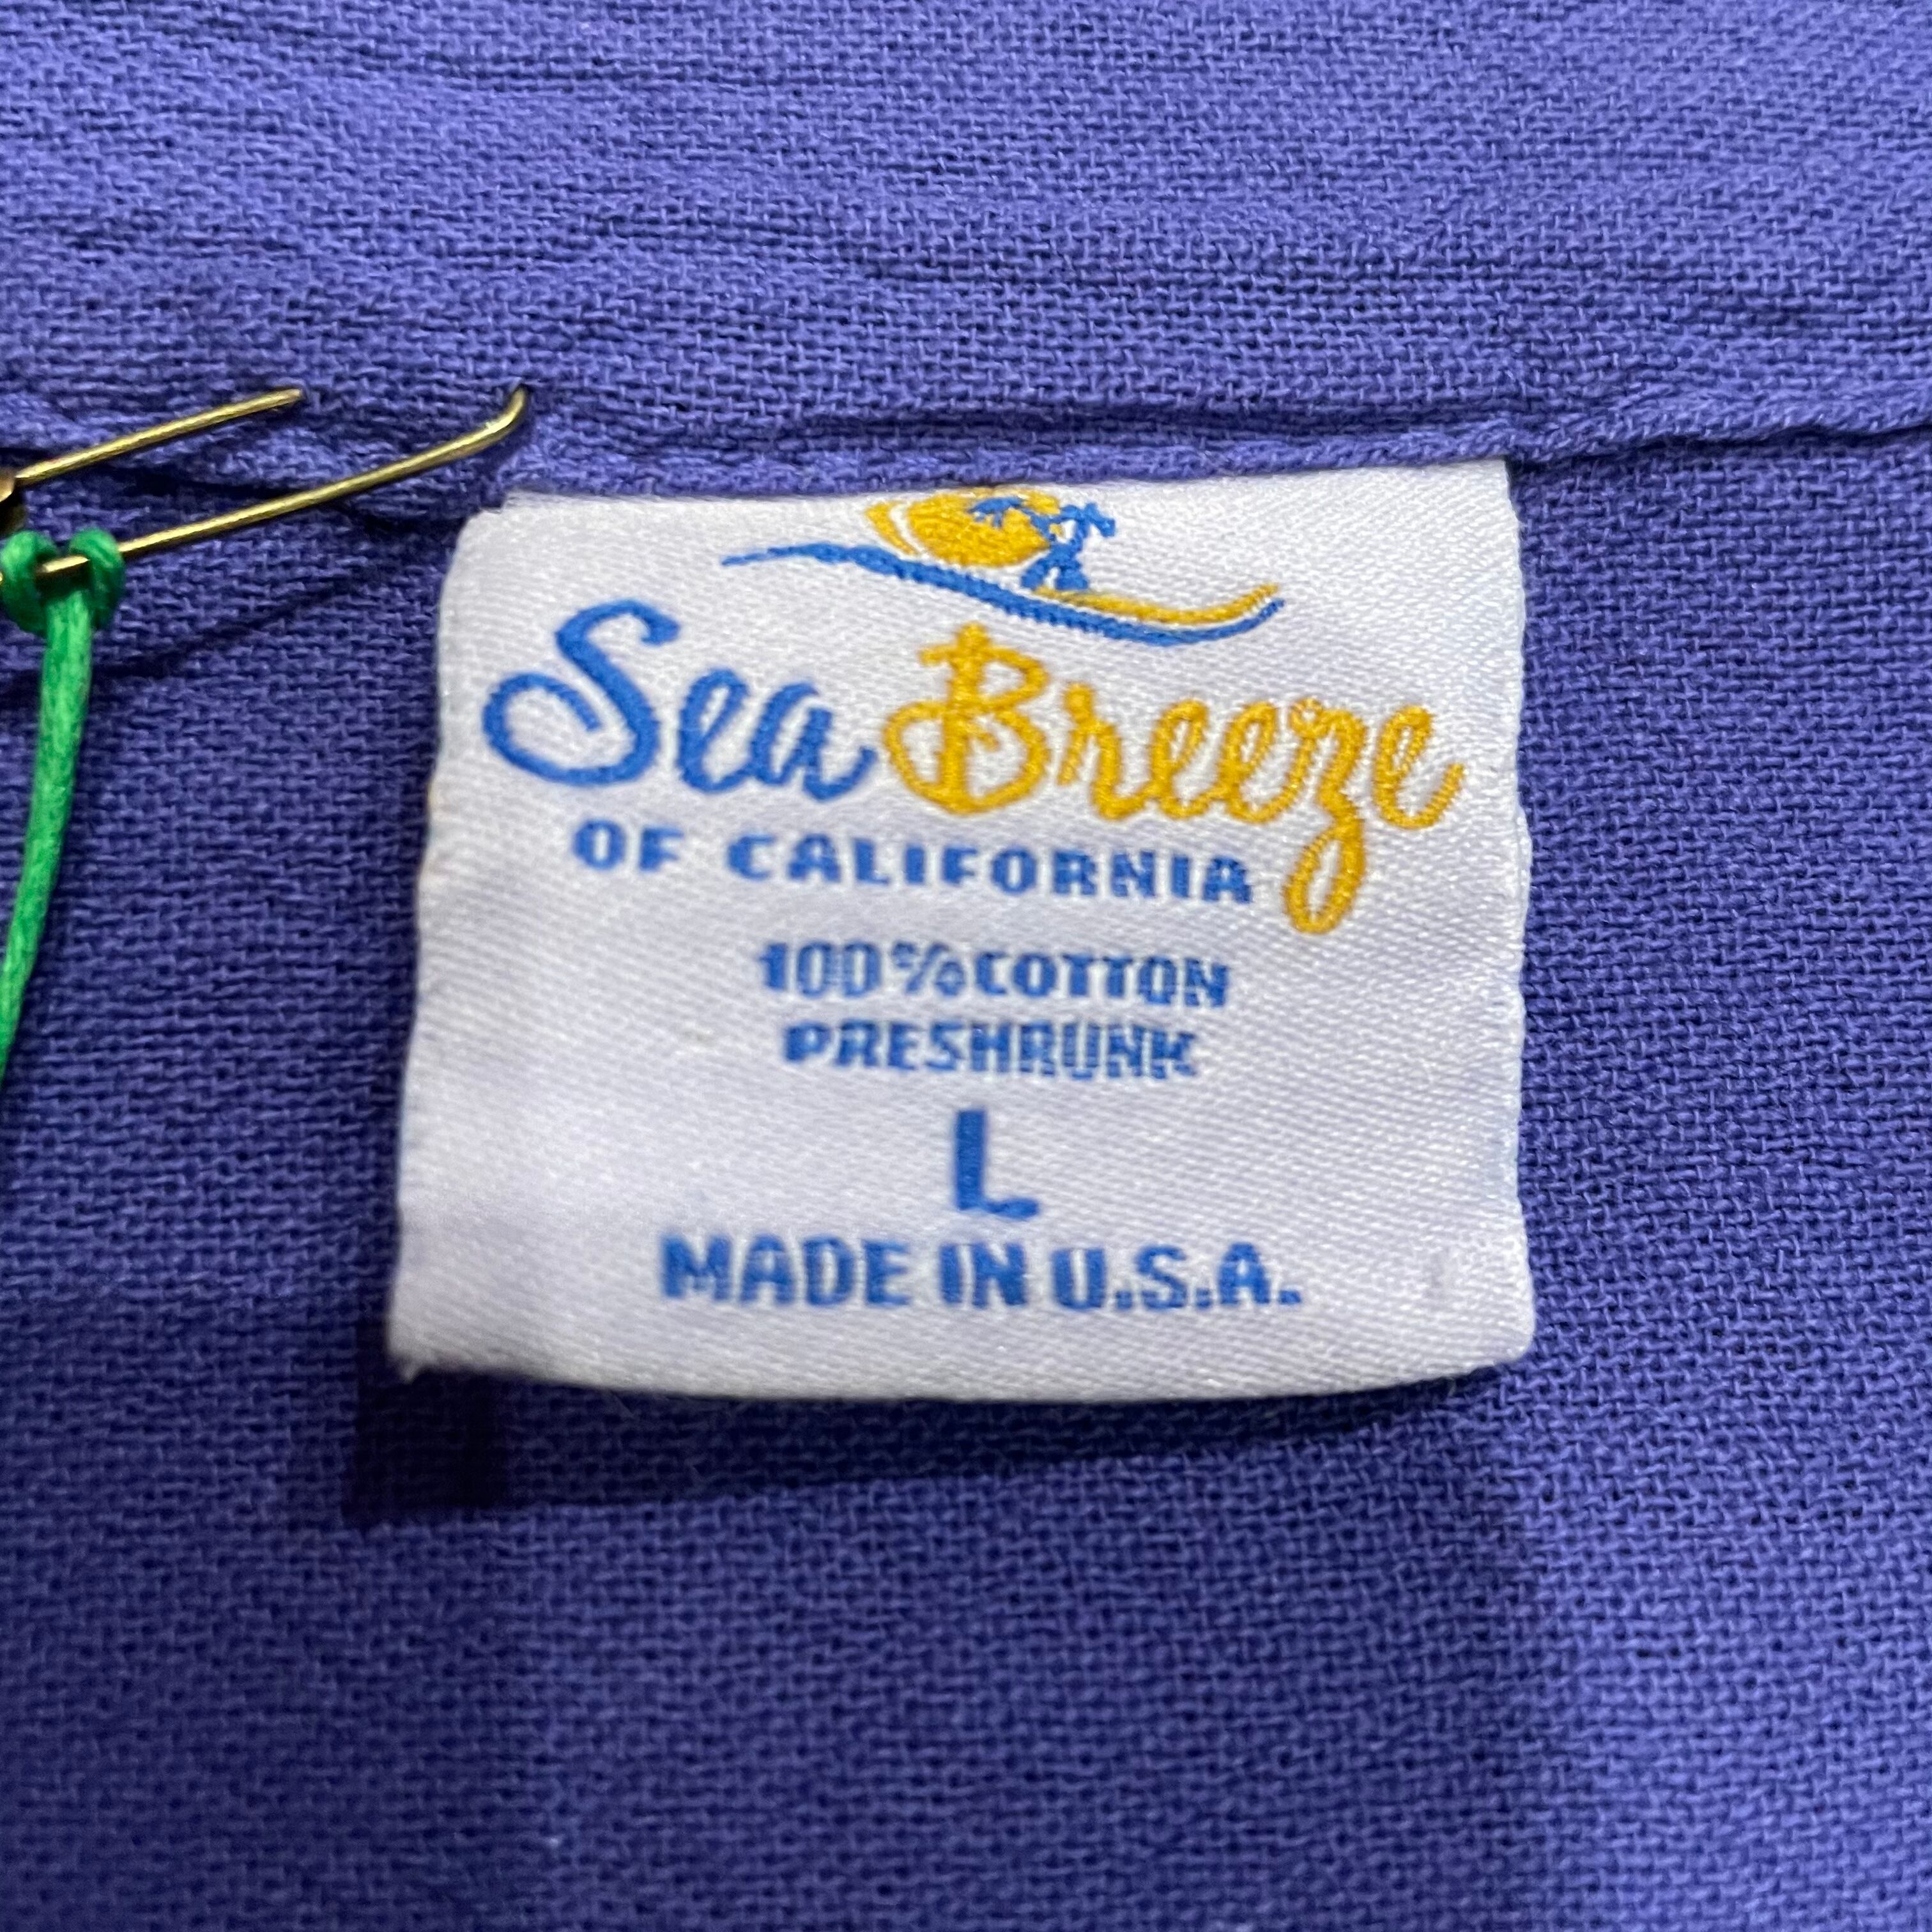 Sea Breeze
OF CALIFORNIA
100% COTTON
PRESHRUNK
L
MADE IN U.S.A.